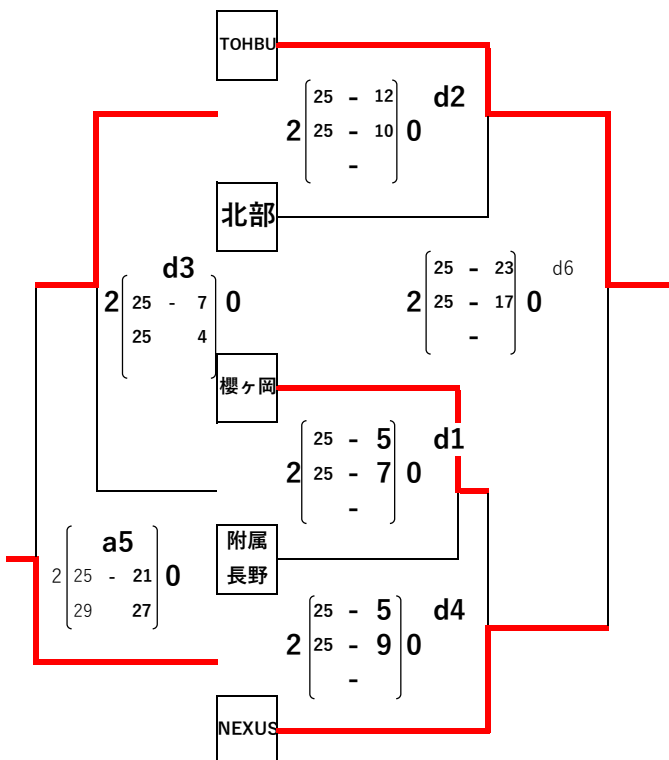 TOHBU
25 - 12 d2
2 25 - 10 0
-
北部
d3
25 - 23 d6
2 25 - 7 0
2 25 - 17 0
25 4
-
櫻ヶ岡
25 - 5 d1
2 25 - 7 0
-
附属
長野
a5
2 25 - 21 0
29 27
25 - 5 d4
2 25 - 9 0
-
NEXUS